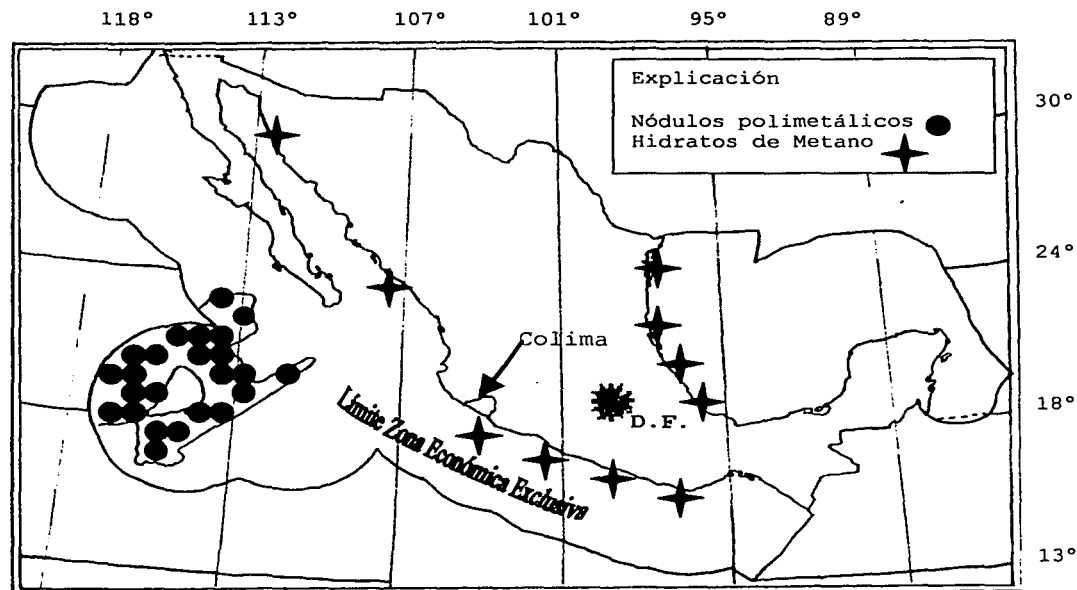 118° 113° 107° 101° 95° 89°
Explicación
Nódulos polimetálicos
Hidratos de Metano
30°
24°
Colima
Límite Zona Económica Exclusiva
D.F.
18°
13°